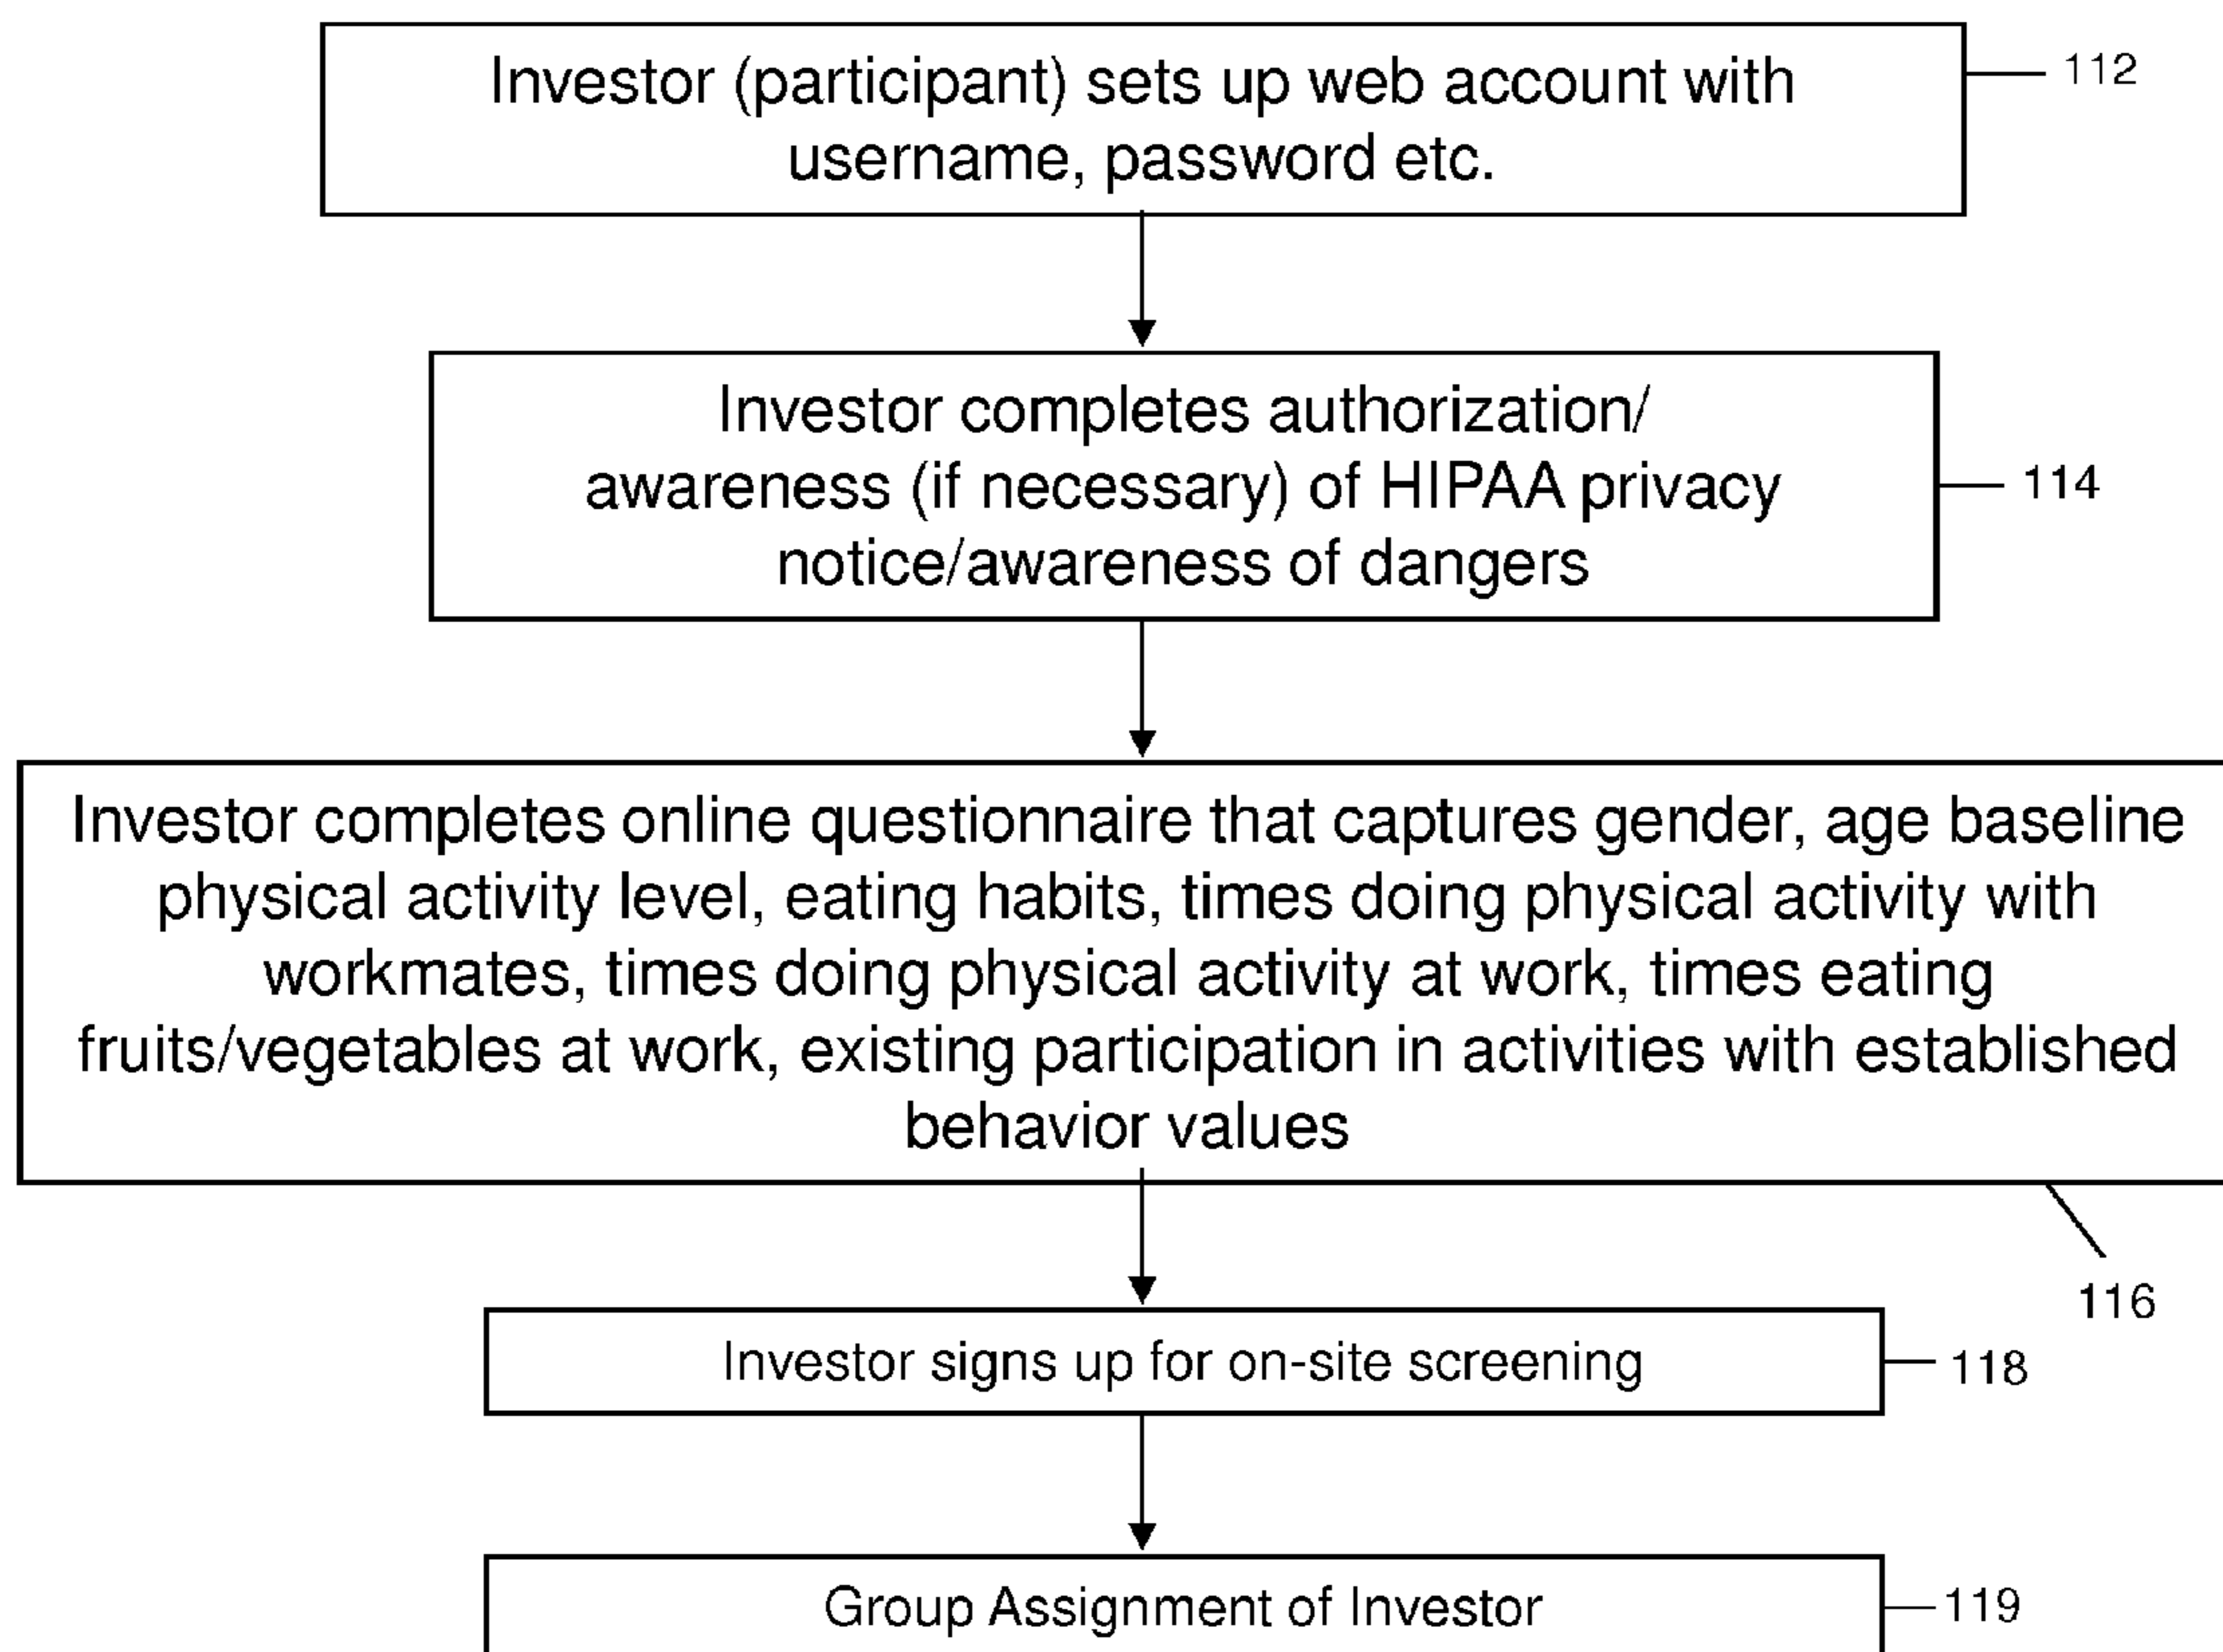 Investor (participant) sets up web account with
username, password etc.
112
Investor completes authorization/
awareness (if necessary) of HIPAA privacy
notice/awareness of dangers
114
Investor completes online questionnaire that captures gender, age baseline
physical activity level, eating habits, times doing physical activity with
workmates, times doing physical activity at work, times eating
fruits/vegetables at work, existing participation in activities with established
behavior values
116
Investor signs up for on-site screening
118
Group Assignment of Investor
119